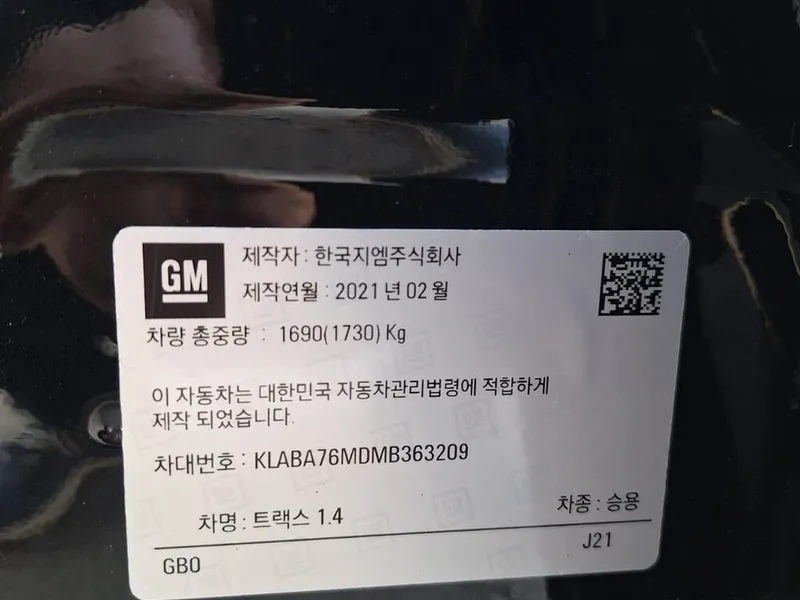 GM
제작자 : 한국지엠주식회사
제작연월 : 2021 년 02 월
차량 총중량 : 1690(1730) Kg
이 자동차는 대한민국 자동차관리법령에 적합하게
제작 되었습니다.
차대번호 : KLABA76MDMB363209
차명 : 트랙스 1.4
차종 : 승용
GB0
J21